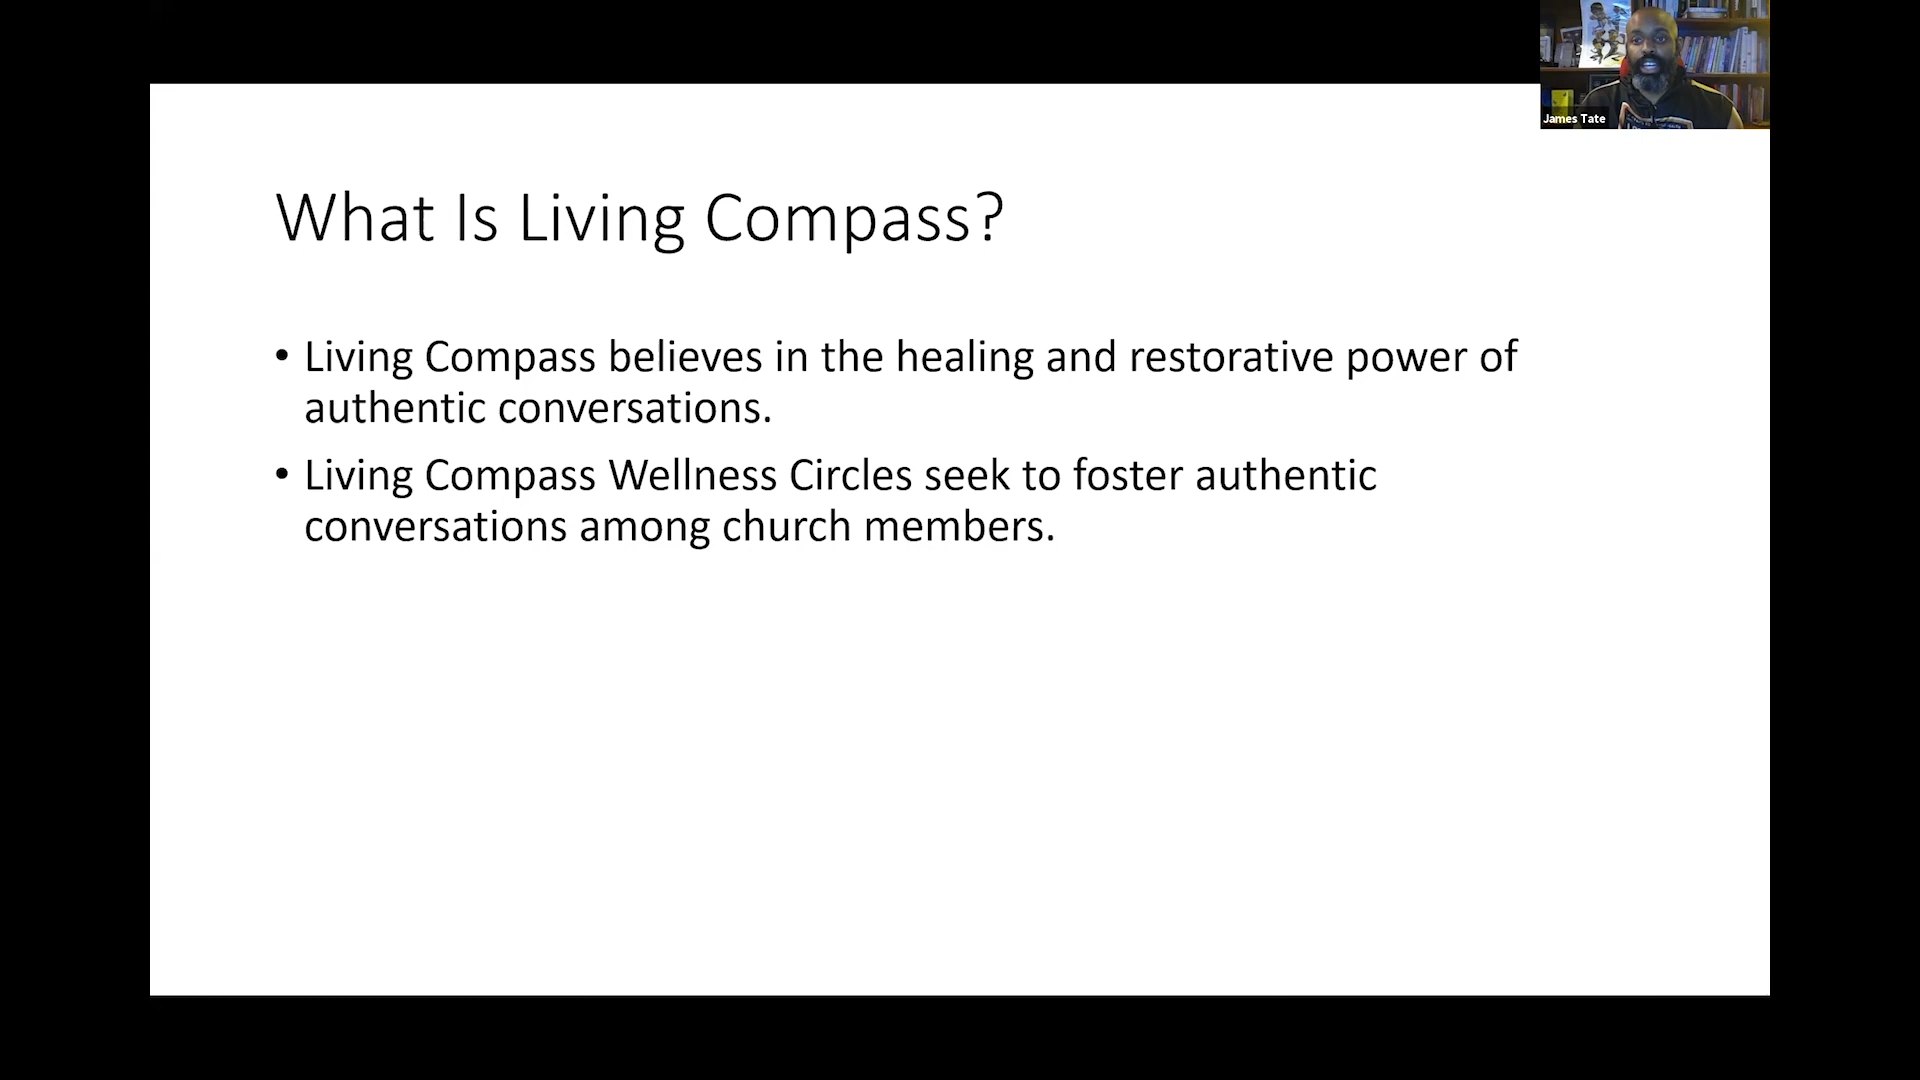 James Tate
What Is Living Compass?
• Living Compass believes in the healing and restorative power of
authentic conversations.
• Living Compass Wellness Circles seek to foster authentic
conversations among church members.